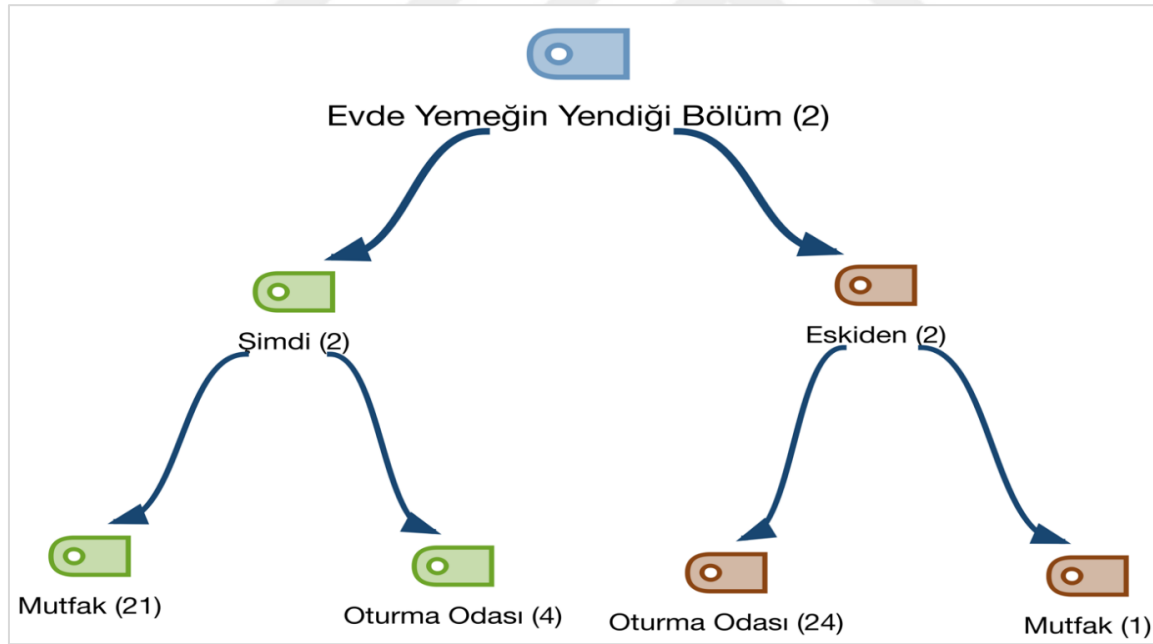 Evde Yemeğin Yendiği Bölüm (2)
Şimdi (2)
Eskiden (2)
Mutfak (21)
Oturma Odası (4)
Oturma Odası (24)
Mutfak (1)